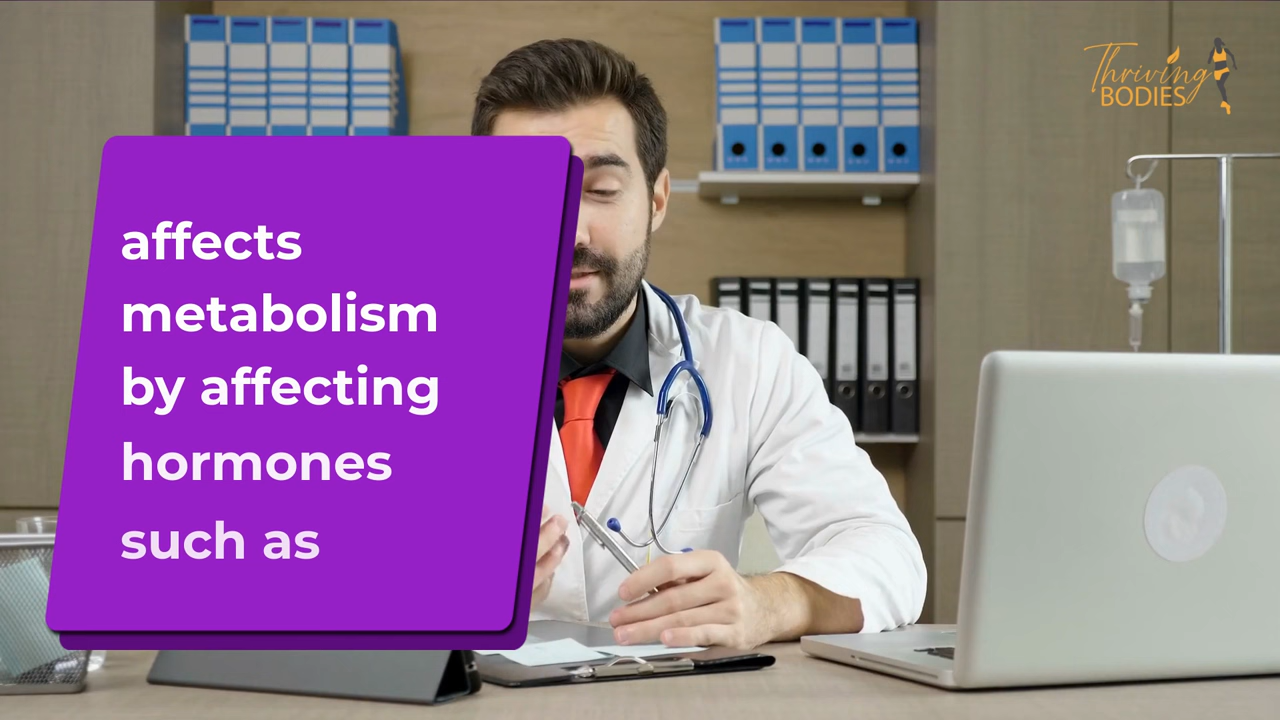 Thriving
BODIES
affects
metabolism
by affecting
hormones
such as